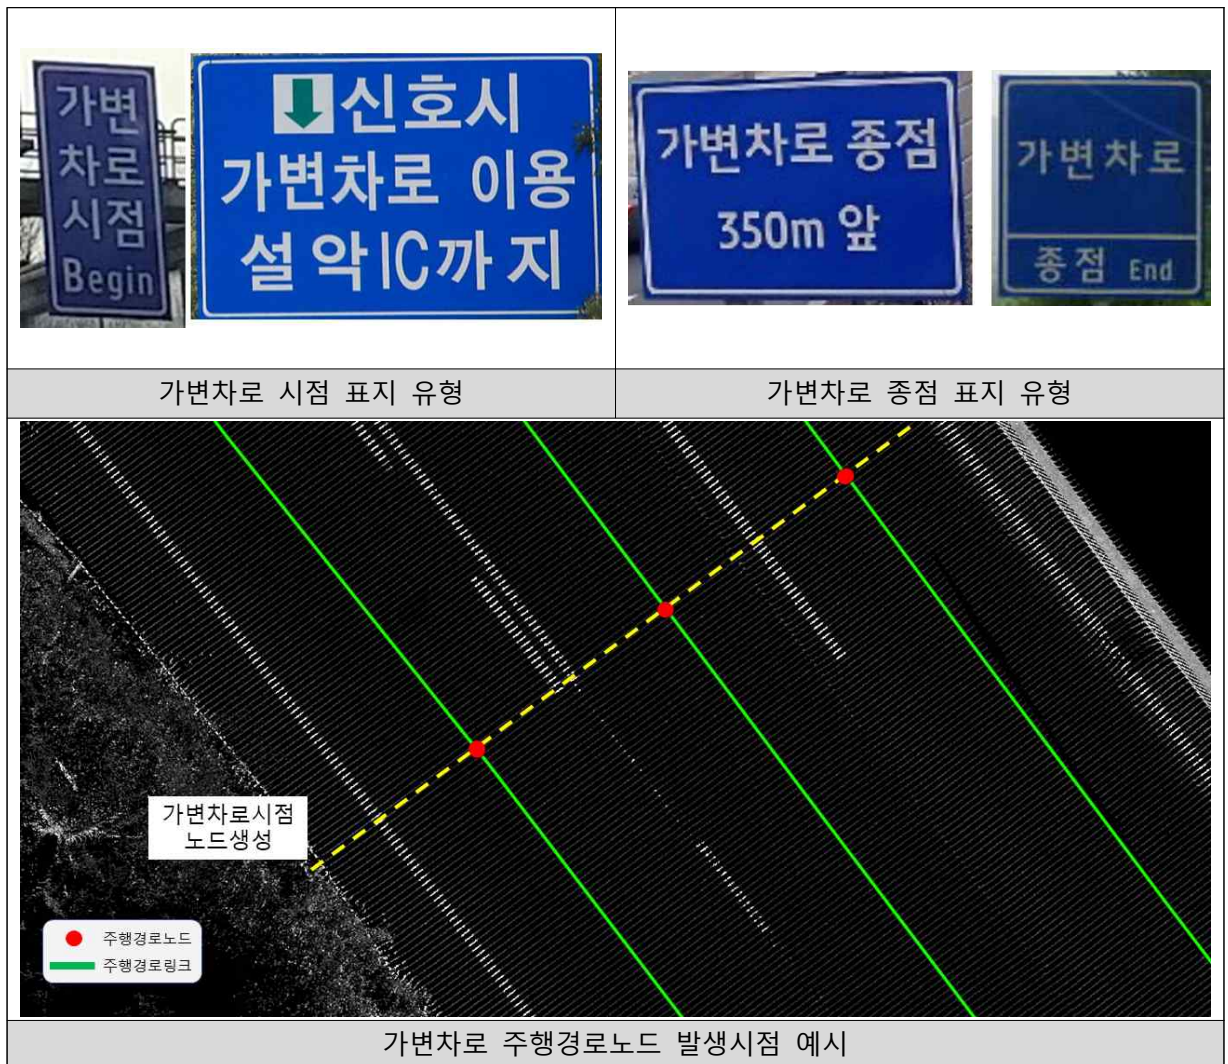 가변
차로
시점
Begin
신호시
가변차로 이용
설악IC까지
가변차로 종점
350m 앞
가변차로
종점 End
가변차로 시점 표지 유형
가변차로 종점 표지 유형
가변차로시점
노드생성
주행경로노드
주행경로링크
가변차로 주행경로노드 발생시점 예시